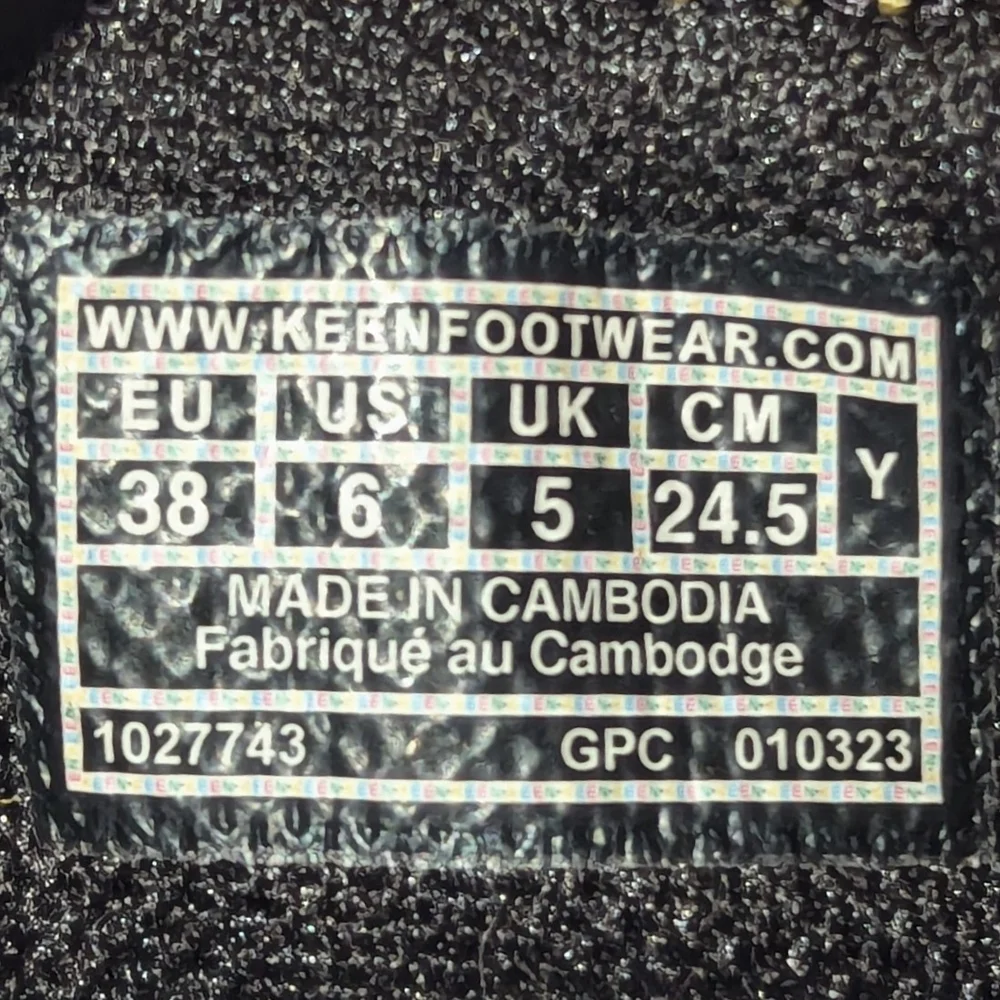 WWW.KEENFOOTWEAR.COM
EU US UK CM Y
38 6 5 24.5
MADE IN CAMBODIA
Fabriqué au Cambodge
1027743 GPC 010323